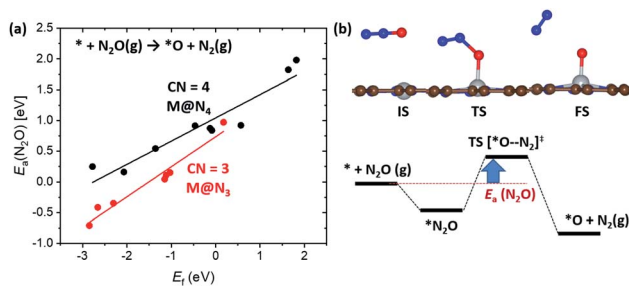 (a)
* + N₂O(g) → *O + N₂(g)
CN = 4
M@N₄
CN = 3
M@N₃
Eₐ(N₂O) [eV]
2.5
2.0
1.5
1.0
0.5
0.0
-0.5
-1.0
-3 -2 -1 0 1 2
E_f (eV)
(b)
IS TS FS
TS [*O--N₂]‡
* + N₂O (g)
Eₐ (N₂O)
*N₂O
*O + N₂(g)